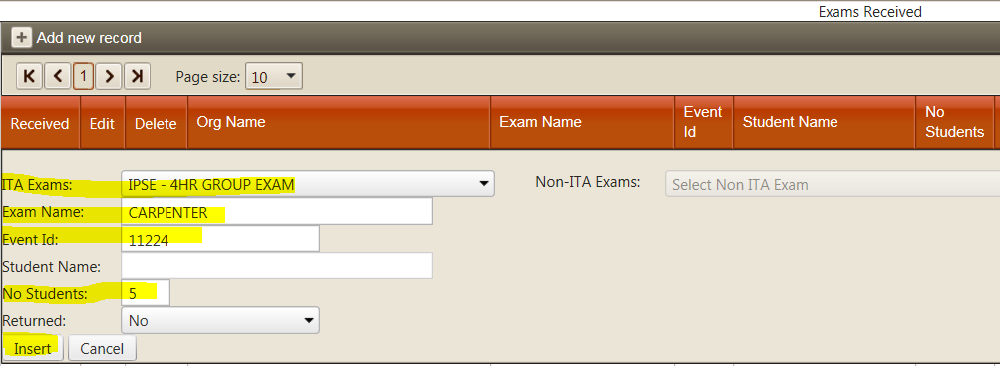 Exams Received
Add new record
1 Page size: 10
Received Edit Delete Org Name Exam Name Event Id Student Name No Students
ITA Exams: IPSE - 4HR GROUP EXAM Non-ITA Exams: Select Non ITA Exam
Exam Name: CARPENTER
Event Id: 11224
Student Name:
No Students: 5
Returned: No
Insert Cancel